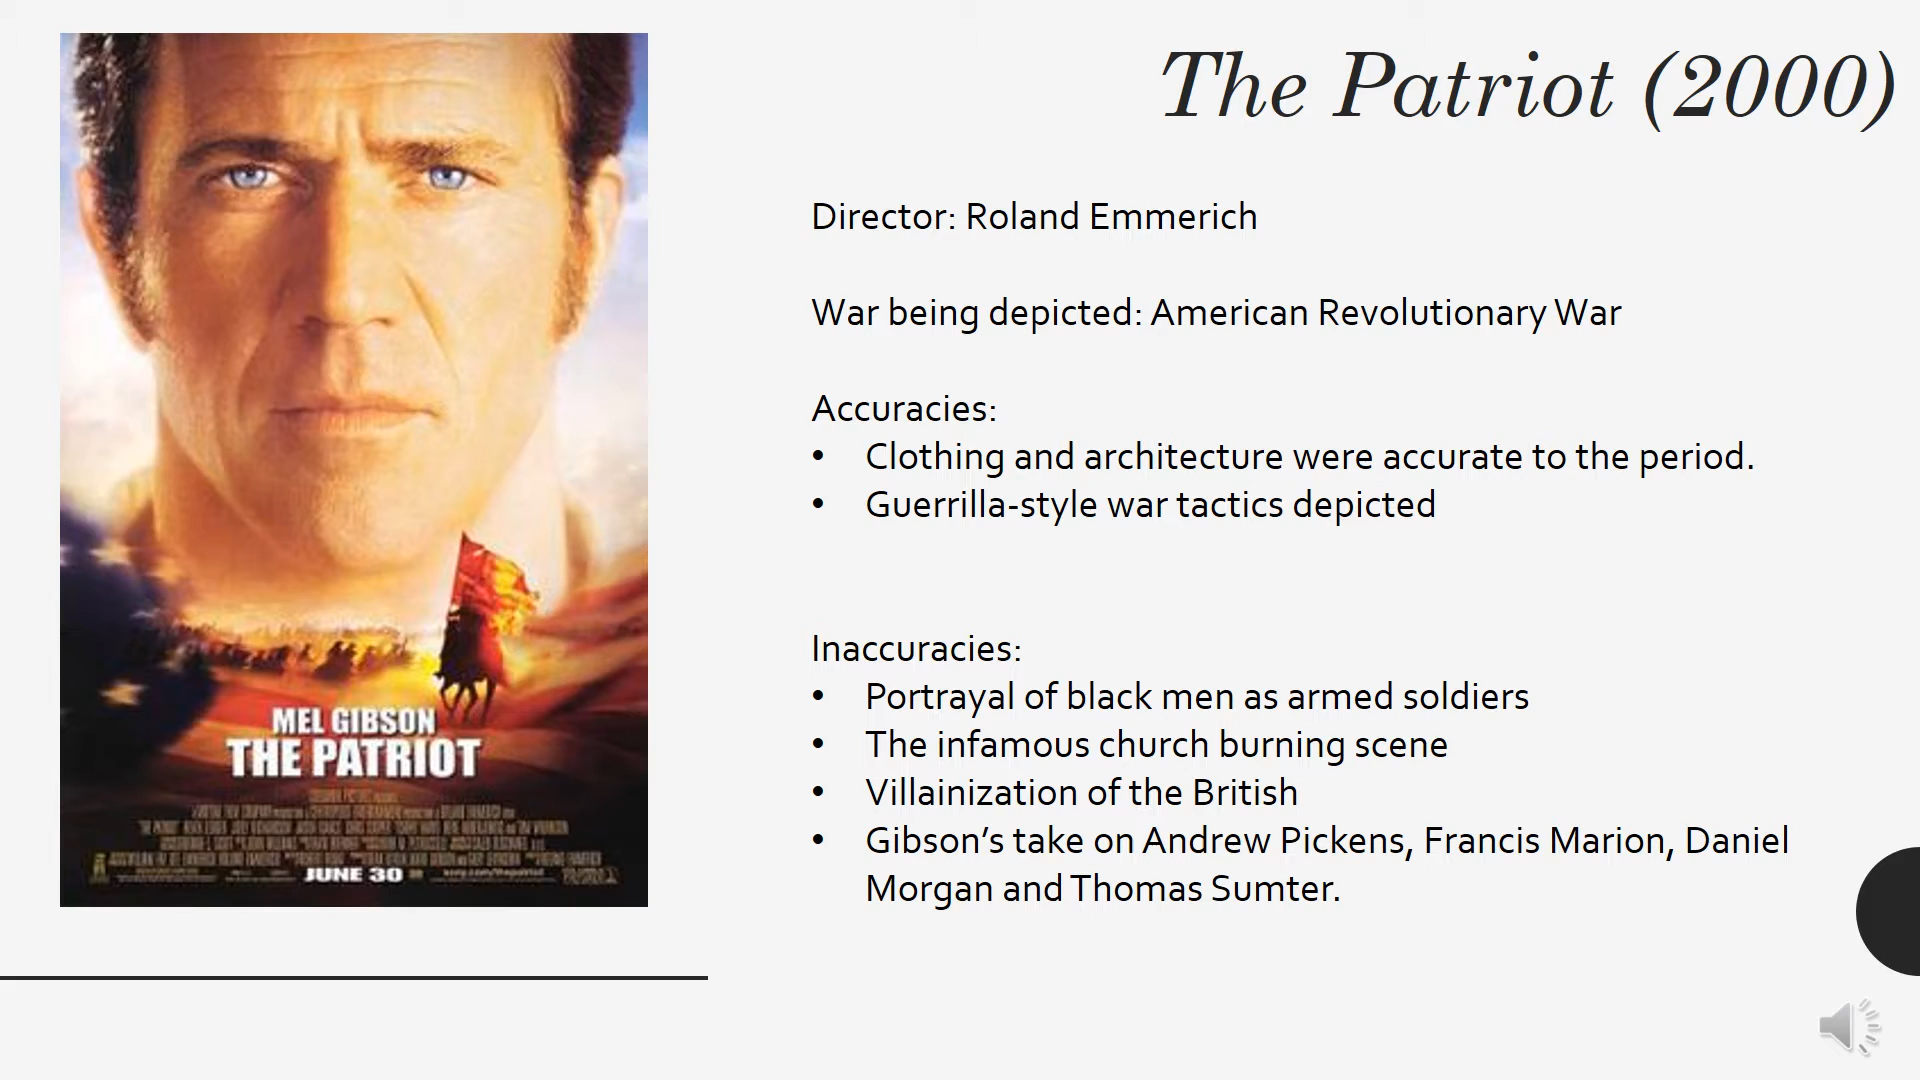 The Patriot (2000)
Director: Roland Emmerich
War being depicted: American Revolutionary War
Accuracies:
• Clothing and architecture were accurate to the period.
• Guerrilla-style war tactics depicted
Inaccuracies:
• Portrayal of black men as armed soldiers
• The infamous church burning scene
• Villainization of the British
• Gibson’s take on Andrew Pickens, Francis Marion, Daniel
Morgan and Thomas Sumter.
MEL GIBSON
THE PATRIOT
JUNE 30